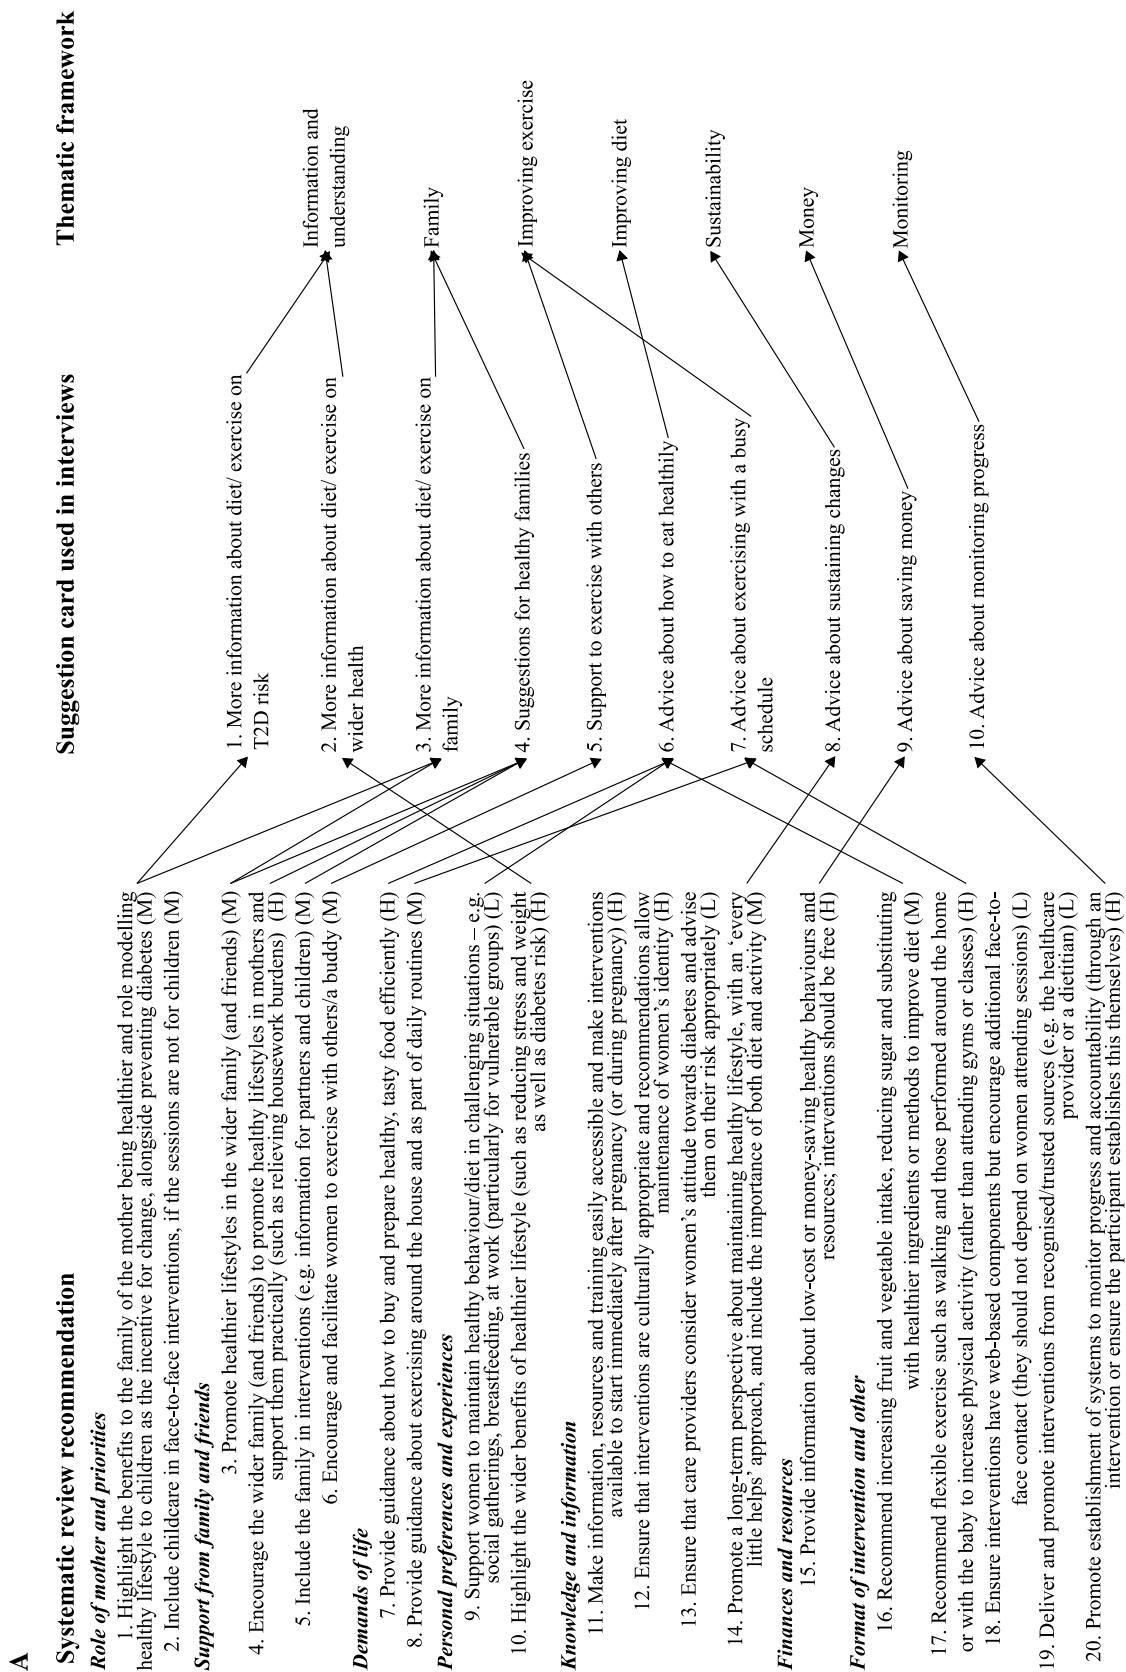 A
Systematic review recommendation
Role of mother and priorities
1. Highlight the benefits to the family of the mother being healthier and role modelling
healthy lifestyle to children as the incentive for change, alongside preventing diabetes (M)
2. Include childcare in face-to-face interventions, if the sessions are not for children (M)
Support from family and friends
3. Promote healthier lifestyles in the wider family (and friends) (M)
4. Encourage the wider family (and friends) to promote healthy lifestyles in mothers and
support them practically (such as relieving housework burdens) (H)
5. Include the family in interventions (e.g. information for partners and children) (M)
6. Encourage and facilitate women to exercise with others/a buddy (M)
Demands of life
7. Provide guidance about how to buy and prepare healthy, tasty food efficiently (H)
8. Provide guidance about exercising around the house and as part of daily routines (M)
Personal preferences and experiences
9. Support women to maintain healthy behaviour/diet in challenging situations – e.g.
social gatherings, breastfeeding, at work (particularly for vulnerable groups) (L)
10. Highlight the wider benefits of healthier lifestyle (such as reducing stress and weight
as well as diabetes risk) (H)
Knowledge and information
11. Make information, resources and training easily accessible and make interventions
available to start immediately after pregnancy (or during pregnancy) (H)
12. Ensure that interventions are culturally appropriate and recommendations allow
maintenance of women's identity (H)
13. Ensure that care providers consider women's attitude towards diabetes and advise
them on their risk appropriately (L)
14. Promote a long-term perspective about maintaining healthy lifestyle, with an 'every
little helps' approach, and include the importance of both diet and activity (M)
Finances and resources
15. Provide information about low-cost or money-saving healthy behaviours and
resources; interventions should be free (H)
Format of intervention and other
16. Recommend increasing fruit and vegetable intake, reducing sugar and substituting
with healthier ingredients or methods to improve diet (M)
17. Recommend flexible exercise such as walking and those performed around the home
or with the baby to increase physical activity (rather than attending gyms or classes) (H)
18. Ensure interventions have web-based components but encourage additional face-to-
face contact (they should not depend on women attending sessions) (L)
19. Deliver and promote interventions from recognised/trusted sources (e.g. the healthcare
provider or a dietitian) (L)
20. Promote establishment of systems to monitor progress and accountability (through an
intervention or ensure the participant establishes this themselves) (H)
Suggestion card used in interviews
1. More information about diet/ exercise on
T2D risk
2. More information about diet/ exercise on
wider health
3. More information about diet/ exercise on
family
4. Suggestions for healthy families
5. Support to exercise with others
6. Advice about how to eat healthily
7. Advice about exercising with a busy
schedule
8. Advice about sustaining changes
9. Advice about saving money
10. Advice about monitoring progress
Thematic framework
Information and
understanding
Family
Improving exercise
Improving diet
Sustainability
Money
Monitoring